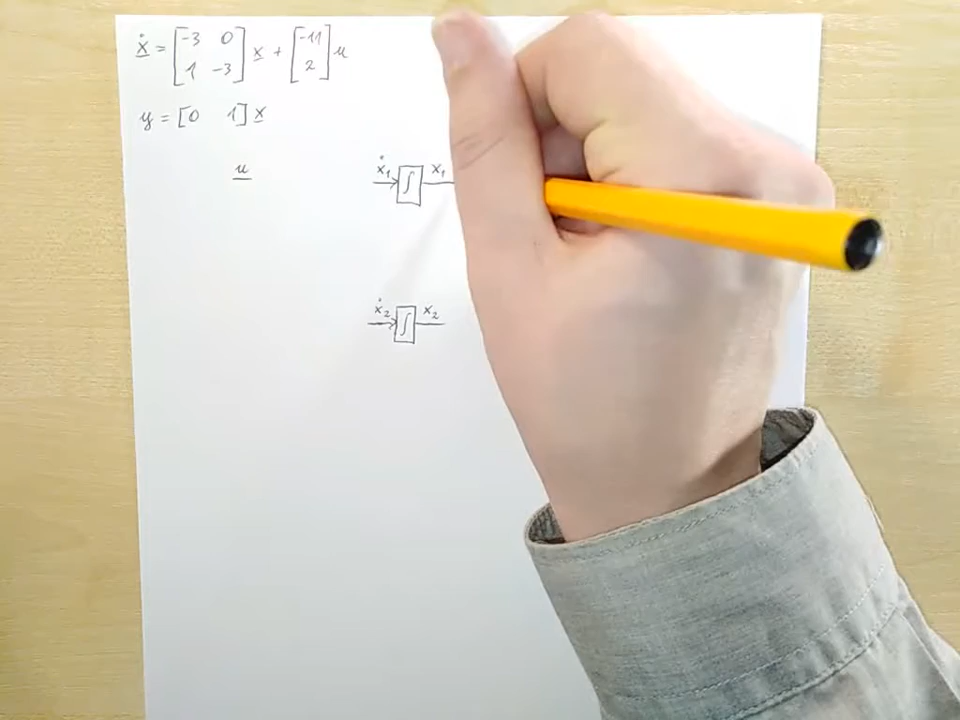 ẋ = [-3 0; 1 -3] x + [-11; 2] u
y = [0 1] x
u
ẋ₁ ∫ x₁
ẋ₂ ∫ x₂